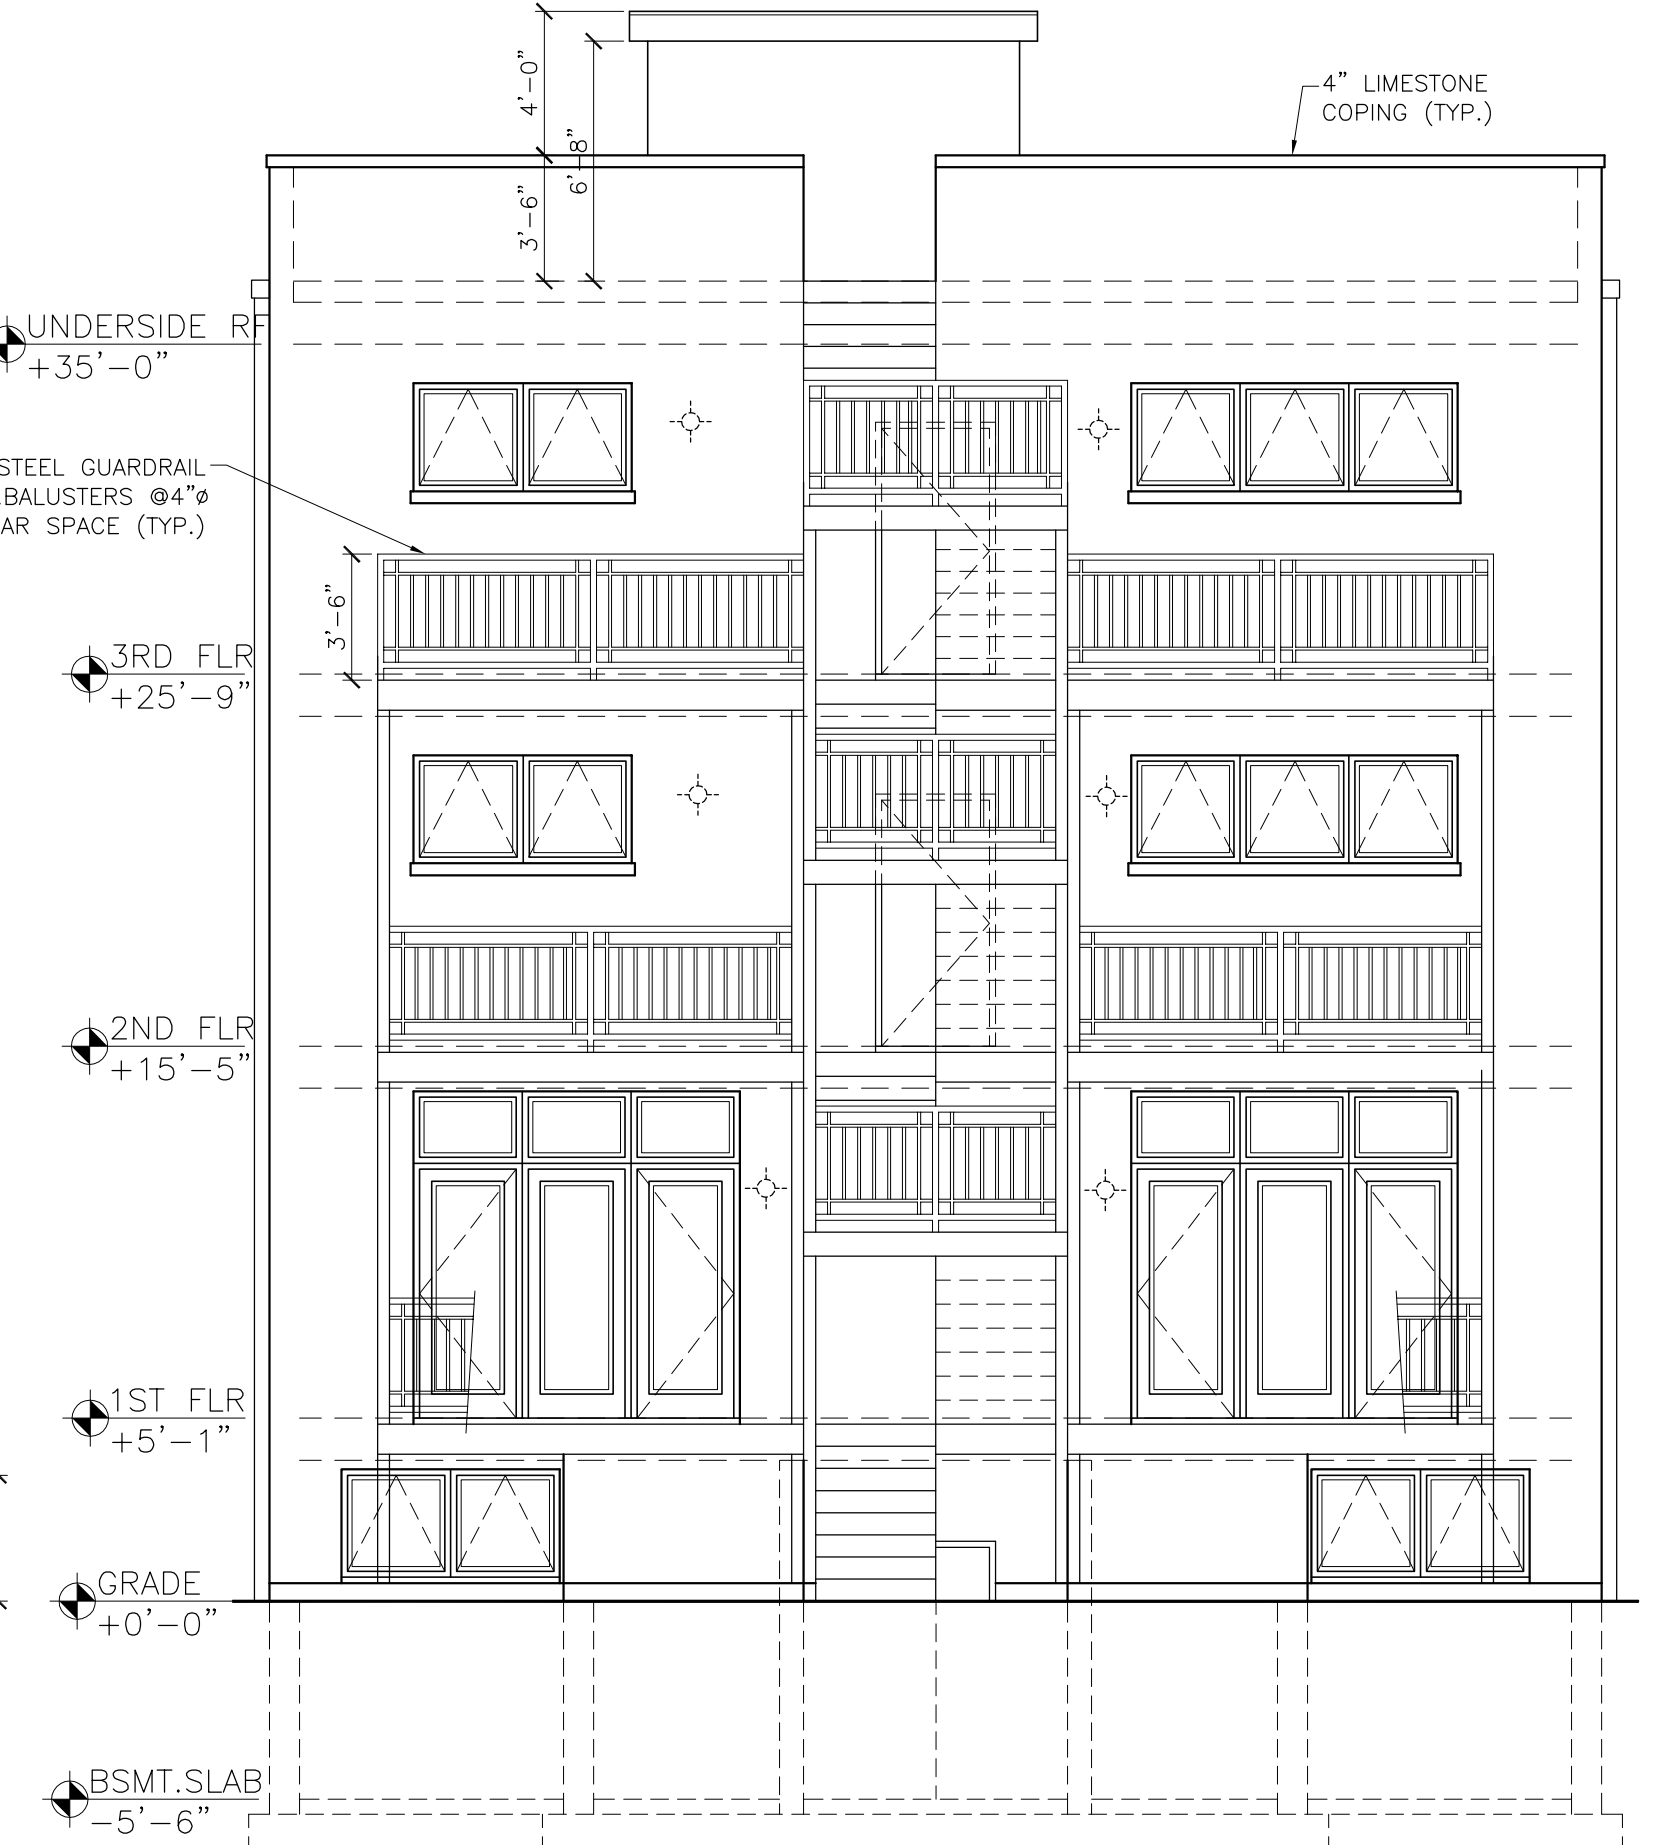 4'-0"
6'-8"
3'-6"
4" LIMESTONE
COPING (TYP.)
UNDERSIDE RF
+35'-0"
STEEL GUARDRAIL
BALUSTERS @4"ø
AR SPACE (TYP.)
3'-6"
3RD FLR
+25'-9"
2ND FLR
+15'-5"
1ST FLR
+5'-1"
GRADE
+0'-0"
BSMT.SLAB
-5'-6"